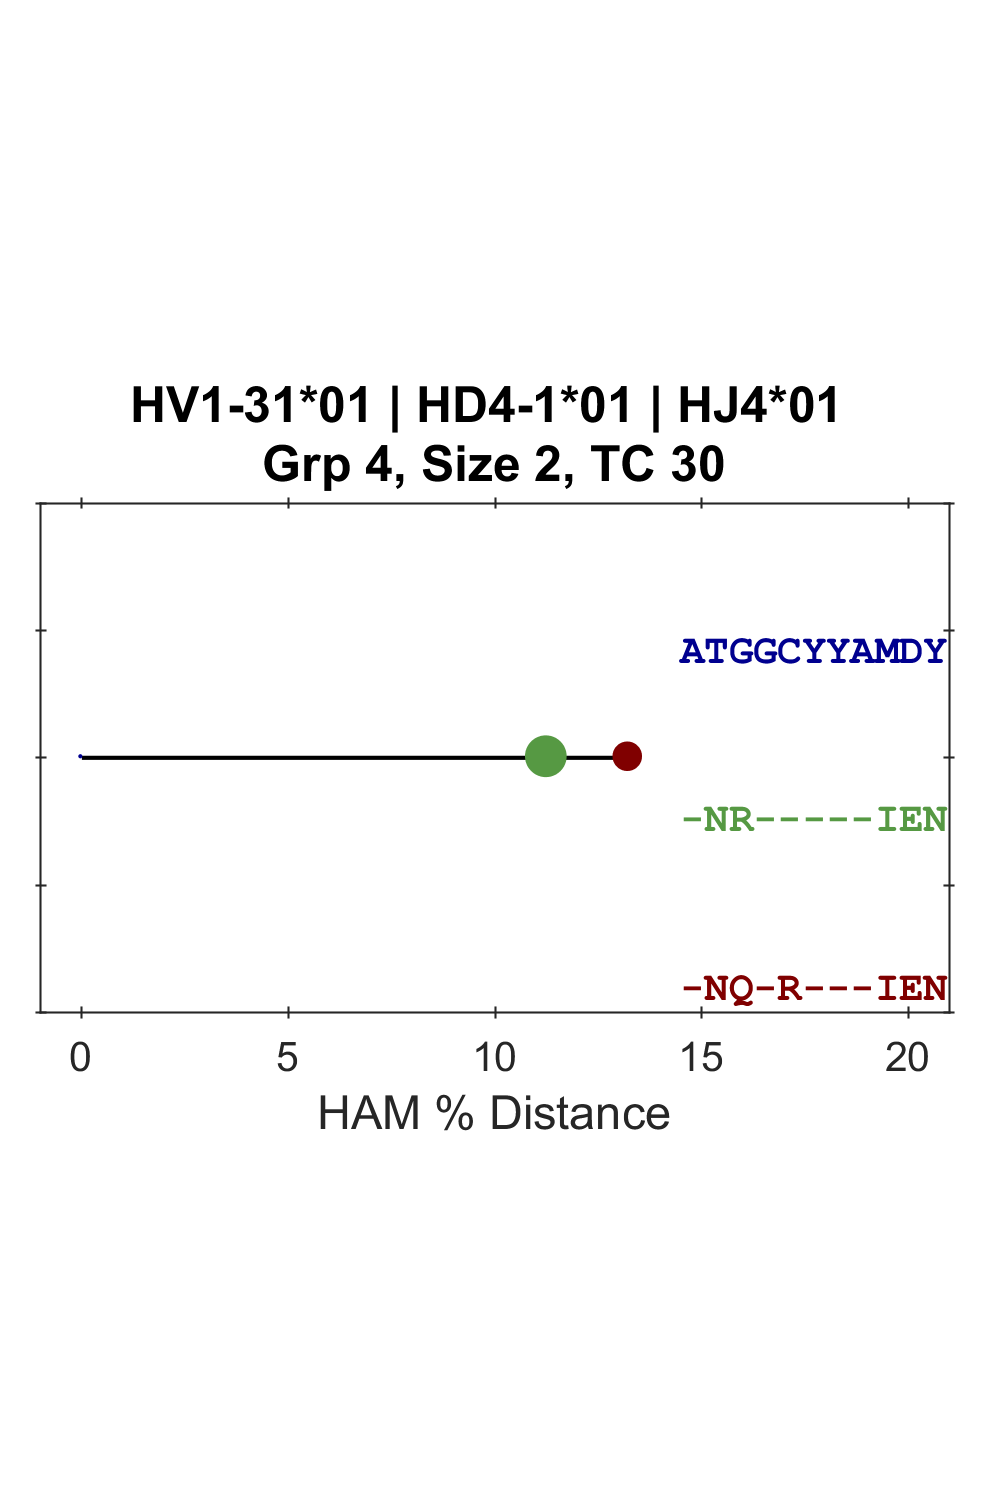 HV1-31*01 | HD4-1*01 | HJ4*01
Grp 4, Size 2, TC 30
ATGGCYYAMDY
-NR-----IEN
-NQ-R---IEN
0 5 10 15 20
HAM % Distance